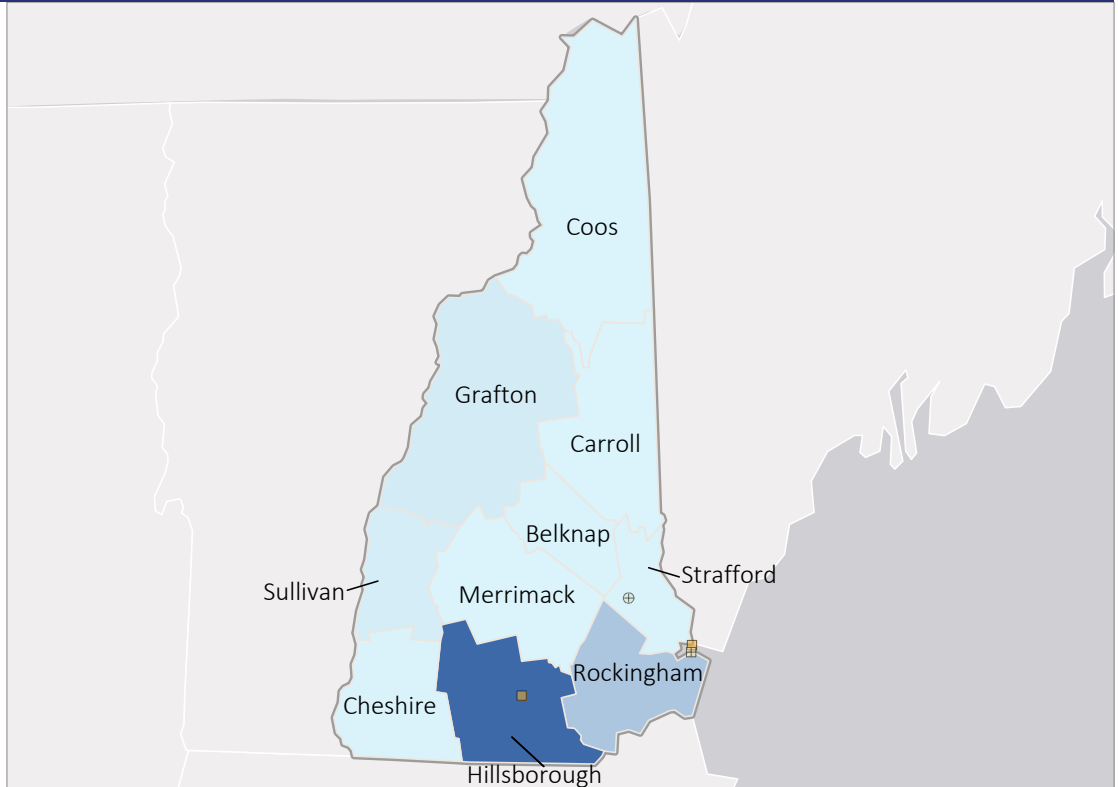 Coos
Grafton
Carroll
Belknap
Strafford
Sullivan
Merrimack
Rockingham
Cheshire
Hillsborough